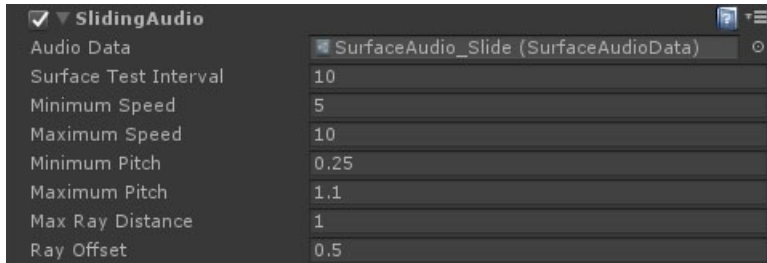 SlidingAudio
Audio Data SurfaceAudio_Slide (SurfaceAudioData)
Surface Test Interval 10
Minimum Speed 5
Maximum Speed 10
Minimum Pitch 0.25
Maximum Pitch 1.1
Max Ray Distance 1
Ray Offset 0.5